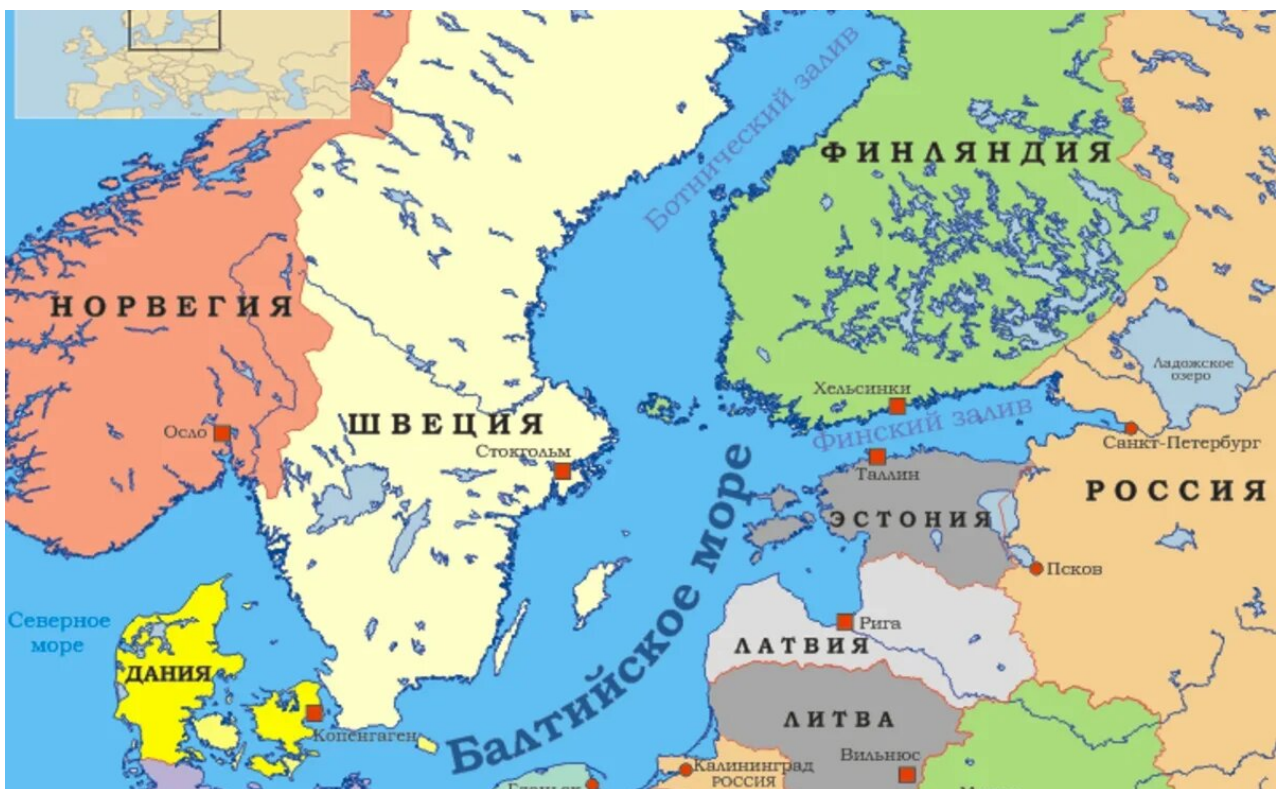 Ботнический залив
ФИНЛЯНДИЯ
НОРВЕГИЯ
Ладожское
озеро
Хельсинки
Финский залив
ШВЕЦИЯ
Осло
Стокгольм
Санкт-Петербург
Таллин
РОССИЯ
ЭСТОНИЯ
Балтийское море
Псков
Северное
море
Рига
ЛАТВИЯ
ДАНИЯ
ЛИТВА
Копенгаген
Вильнюс
Калининград
РОССИЯ